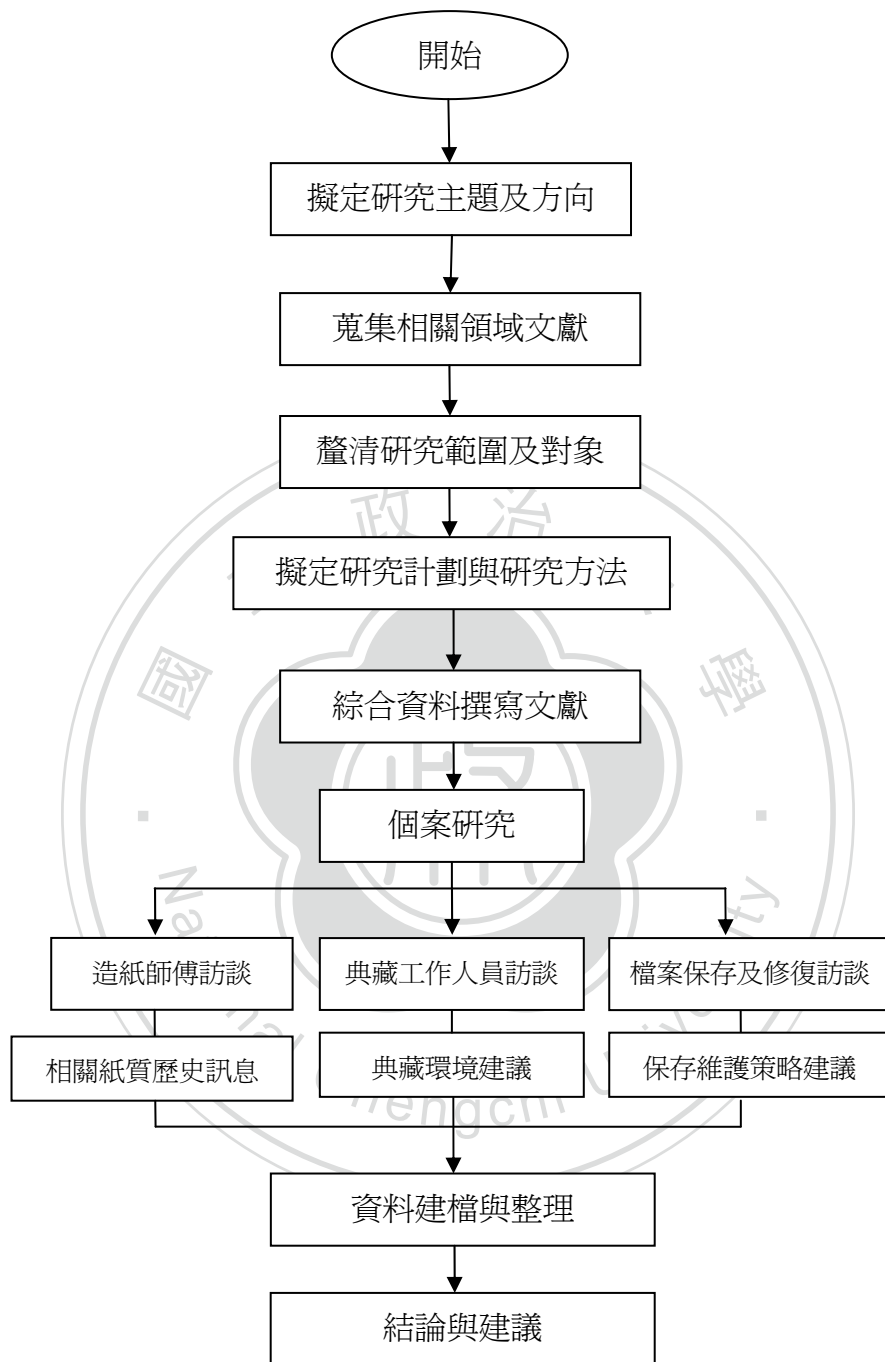 開始
擬定研究主題及方向
蒐集相關領域文獻
釐清研究範圍及對象
政治
擬定研究計劃與研究方法
國 學
綜合資料撰寫文獻
個案研究
造紙師傅訪談 典藏工作人員訪談 檔案保存及修復訪談
相關紙質歷史訊息 典藏環境建議 保存維護策略建議
資料建檔與整理
結論與建議